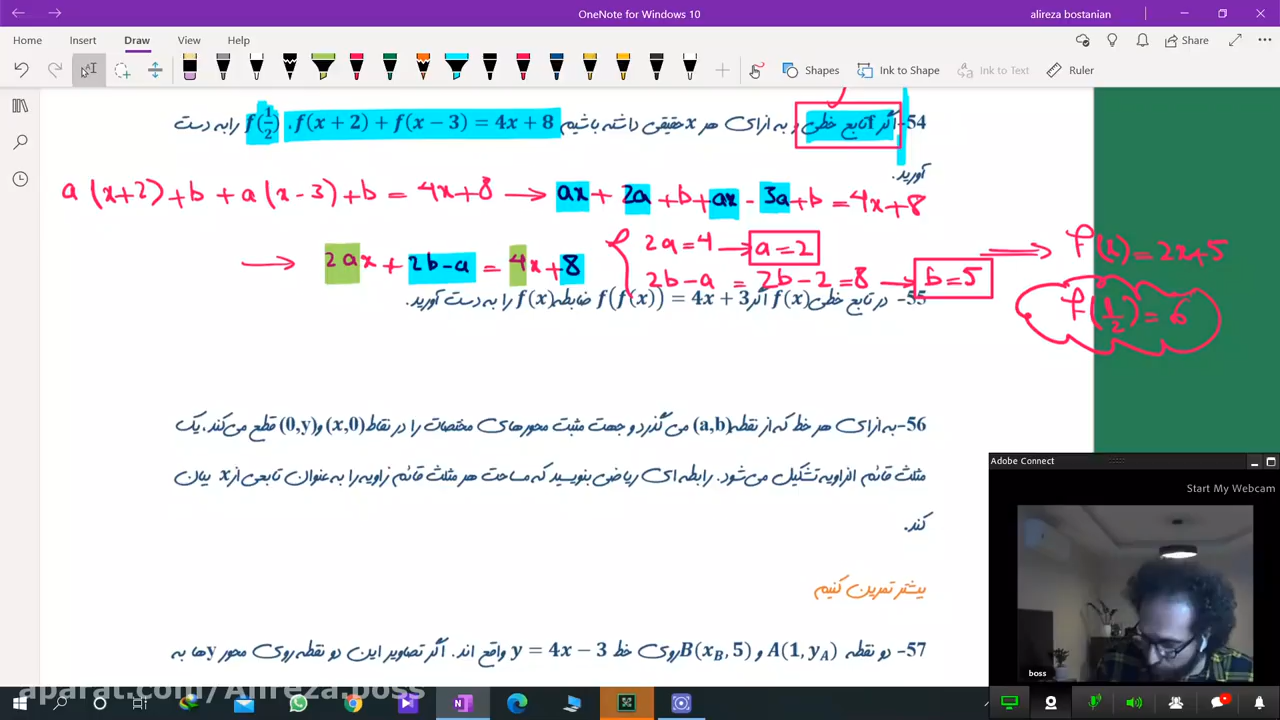 OneNote for Windows 10
alireza bostanian
Home Insert Draw View Help
Share
Shapes Ink to Shape Ink to Text Ruler
54- اگر f تابع خطی و به ازای هر x حقیقی داشته باشیم f(x + 2) + f(x − 3) = 4x + 8. f(1/2) را به دست
آورید.
a(x+2)+b + a(x-3)+b = 4x+8 → ax + 2a + b + ax - 3a + b = 4x+8
→ 2ax + 2b-a = 4x+8 { 2a=4 → a=2
2b-a = 2b-2=8 → b=5
⇒ f(x)=2x+5
f(1/2)=6
55- در تابع خطی f(x) اگر f(f(x)) = 4x + 3 ضابطه f(x) را به دست آورید.
56- به ازای هر خط که از نقطه (a,b) می گذرد و جهت مثبت محورهای مختصات را در نقاط (x,0) و (0,y) قطع می‌کند، یک
مثلث قائم الزاویه تشکیل می‌شود. رابطه ای ریاضی بنویسید که مساحت هر مثلث قائم زاویه را به عنوان تابعی از x بیان
کند.
بیشتر تمرین کنیم
57- دو نقطه A(1, yA) و B(xB, 5) روی خط y = 4x − 3 واقع اند. اگر تصاویر این دو نقطه روی محور y ها به
Adobe Connect
Start My Webcam
boss
aparat.com/Alireza.boss